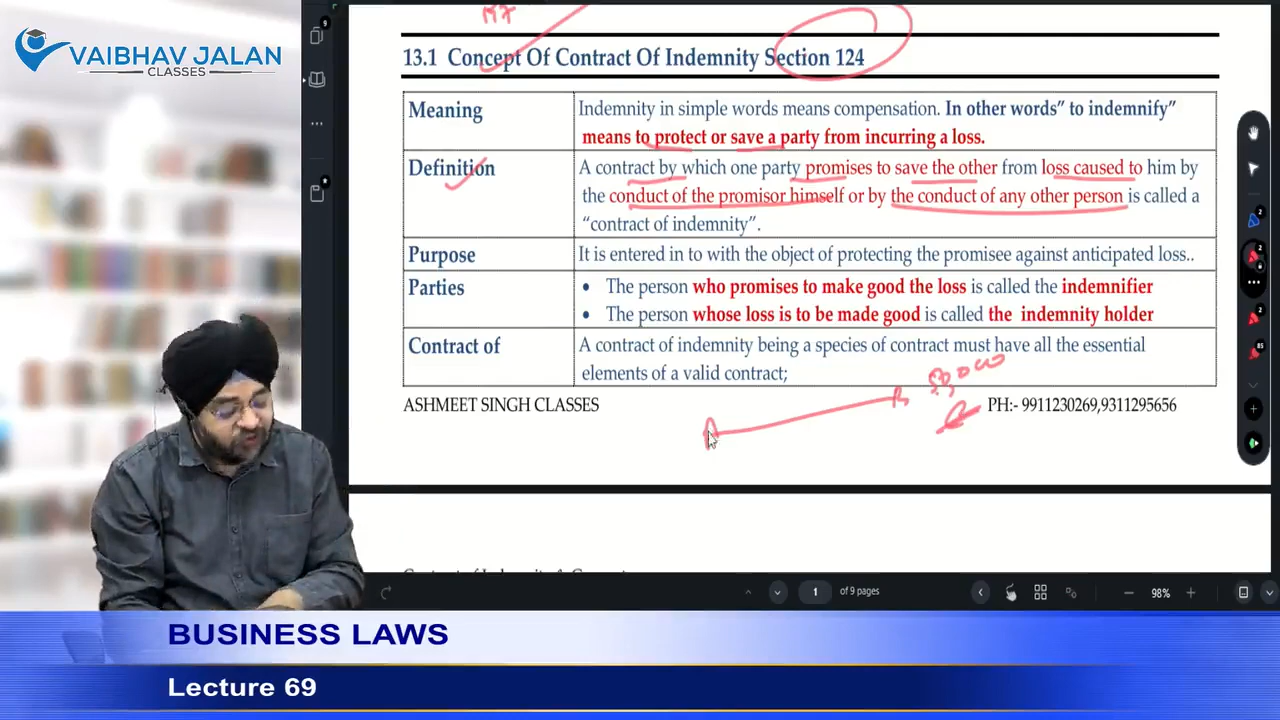 VAIBHAV JALAN
CLASSES
147
13.1 Concept Of Contract Of Indemnity Section 124
Meaning
Indemnity in simple words means compensation. In other words” to indemnify”
means to protect or save a party from incurring a loss.
Definition
A contract by which one party promises to save the other from loss caused to him by
the conduct of the promisor himself or by the conduct of any other person is called a
“contract of indemnity”.
Purpose
It is entered in to with the object of protecting the promisee against anticipated loss..
Parties
• The person who promises to make good the loss is called the indemnifier
• The person whose loss is to be made good is called the indemnity holder
Contract of
A contract of indemnity being a species of contract must have all the essential
elements of a valid contract;
A
B
ASHMEET SINGH CLASSES
PH:- 9911230269,9311295656
1
of 9 pages
98%
BUSINESS LAWS
Lecture 69